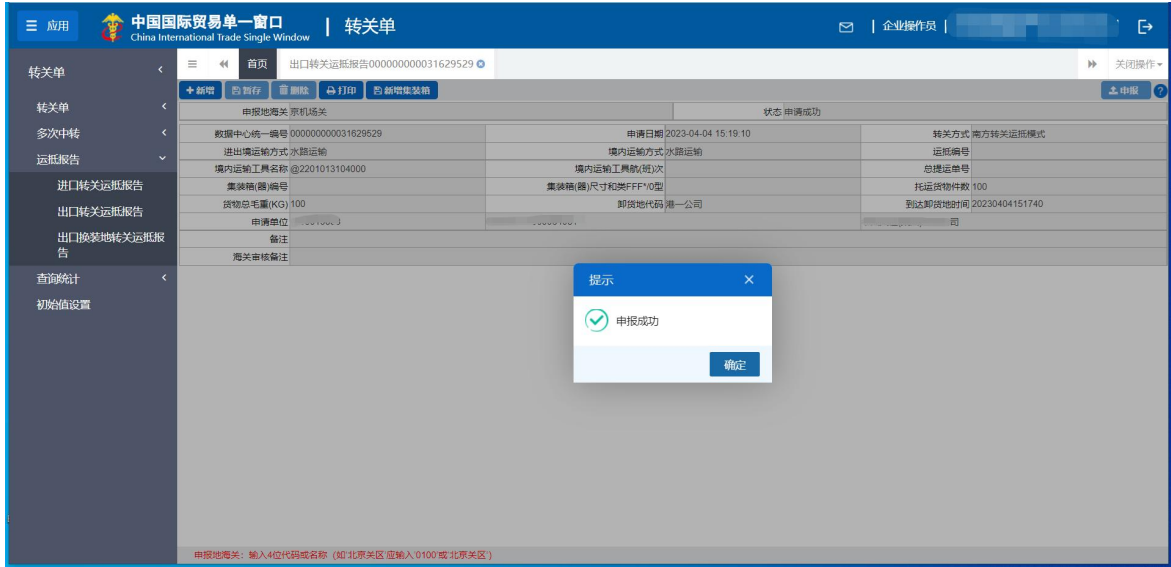 应用
中国国际贸易单一窗口
China International Trade Single Window
转关单
企业操作员
转关单
首页 出口转关运抵报告000000000031629529 关闭操作
新增 暂存 删除 打印 新增集装箱 申报
转关单
多次中转
运抵报告
进口转关运抵报告
出口转关运抵报告
出口换装地转关运抵报告
查询统计
初始值设置
申报地海关 京机场关 状态 申请成功
数据中心统一编号 000000000031629529 申请日期 2023-04-04 15:19:10 转关方式 南方转关运抵模式
进出境运输方式 水路运输 境内运输方式 水路运输 运抵编号
境内运输工具名称 @2201013104000 境内运输工具航(班)次 总提运单号
集装箱(器)编号 集装箱(器)尺寸和类FFF*/0型 托运货物件数 100
货物总毛重(KG) 100 卸货地代码 港一公司 到达卸货地时间 20230404151740
申请单位 司
备注
海关审核备注
提示
申报成功
确定
申报地海关：输入4位代码或名称（如'北京关区'应输入'0100'或'北京关区'）